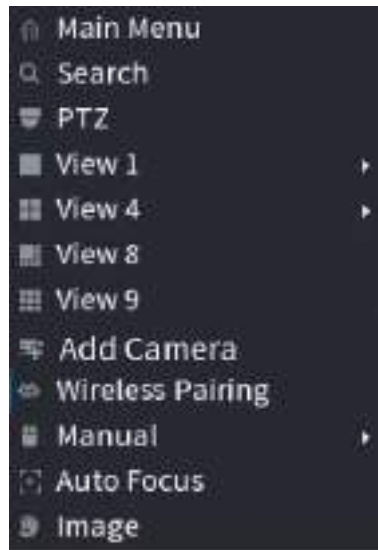 Main Menu
Search
PTZ
View 1
View 4
View 8
View 9
Add Camera
Wireless Pairing
Manual
Auto Focus
Image